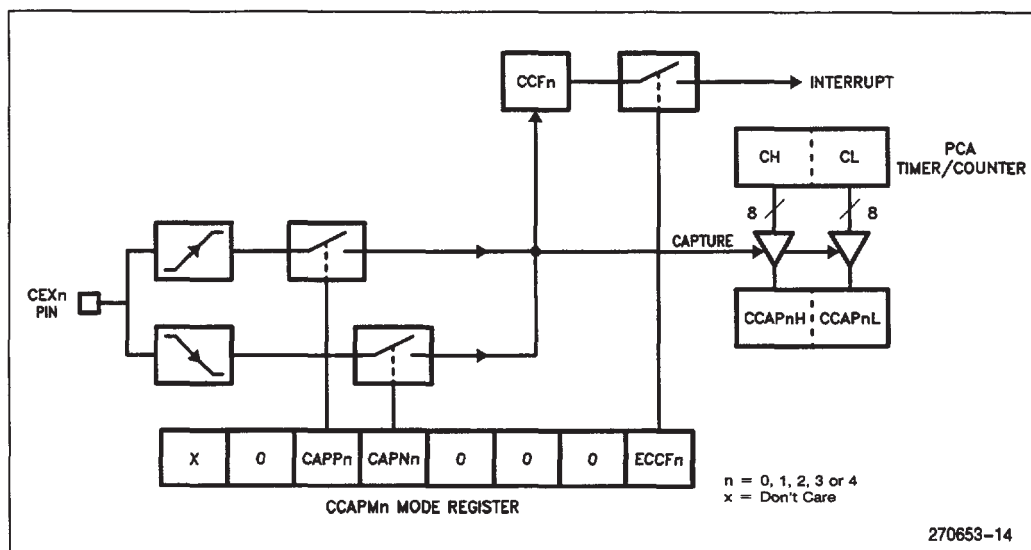 CCFn
INTERRUPT
CH CL
PCA
TIMER/COUNTER
8 8
CAPTURE
CEXn
PIN
CCAPnH CCAPnL
X 0 CAPPn CAPNn 0 0 0 ECCFn
n = 0, 1, 2, 3 or 4
x = Don't Care
CCAPMn MODE REGISTER
270653-14